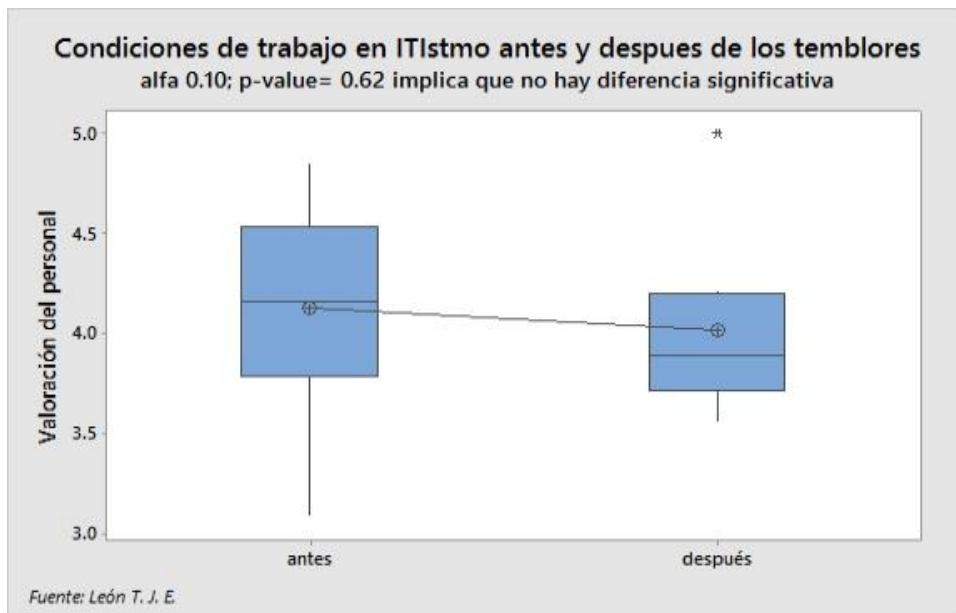 Condiciones de trabajo en ITIstmo antes y despues de los temblores
alfa 0.10; p-value= 0.62 implica que no hay diferencia significativa
Valoración del personal
5.0
4.5
4.0
3.5
3.0
antes después
Fuente: León T. J. E.